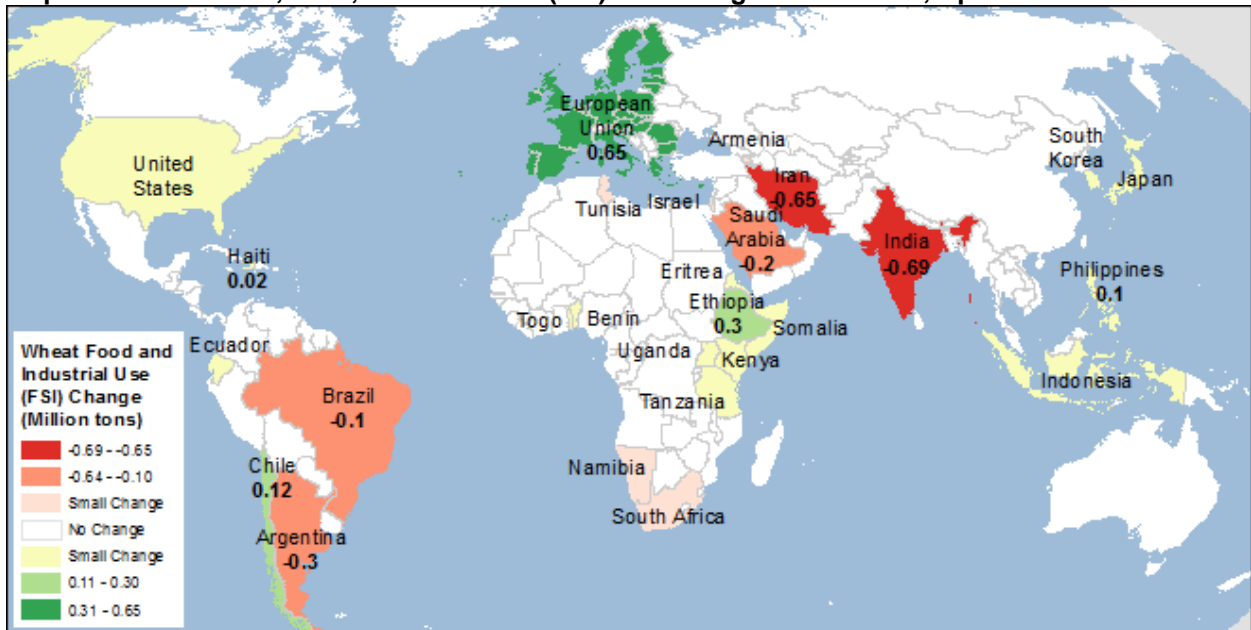 United
States
Haiti
0.02
Ecuador
Brazil
-0.1
Chile
0.12
Argentina
-0.3
European
Union
0.65
Armenia
Tunisia
Israel
Iran
-0.65
Saudi
Arabia
-0.2
India
-0.69
South
Korea
Japan
Philippines
0.1
Eritrea
Ethiopia
0.3
Somalia
Togo
Benin
Uganda
Kenya
Tanzania
Indonesia
Namibia
South Africa
Wheat Food and
Industrial Use
(FSI) Change
(Million tons)
-0.69 - -0.65
-0.64 - -0.10
Small Change
No Change
Small Change
0.11 - 0.30
0.31 - 0.65